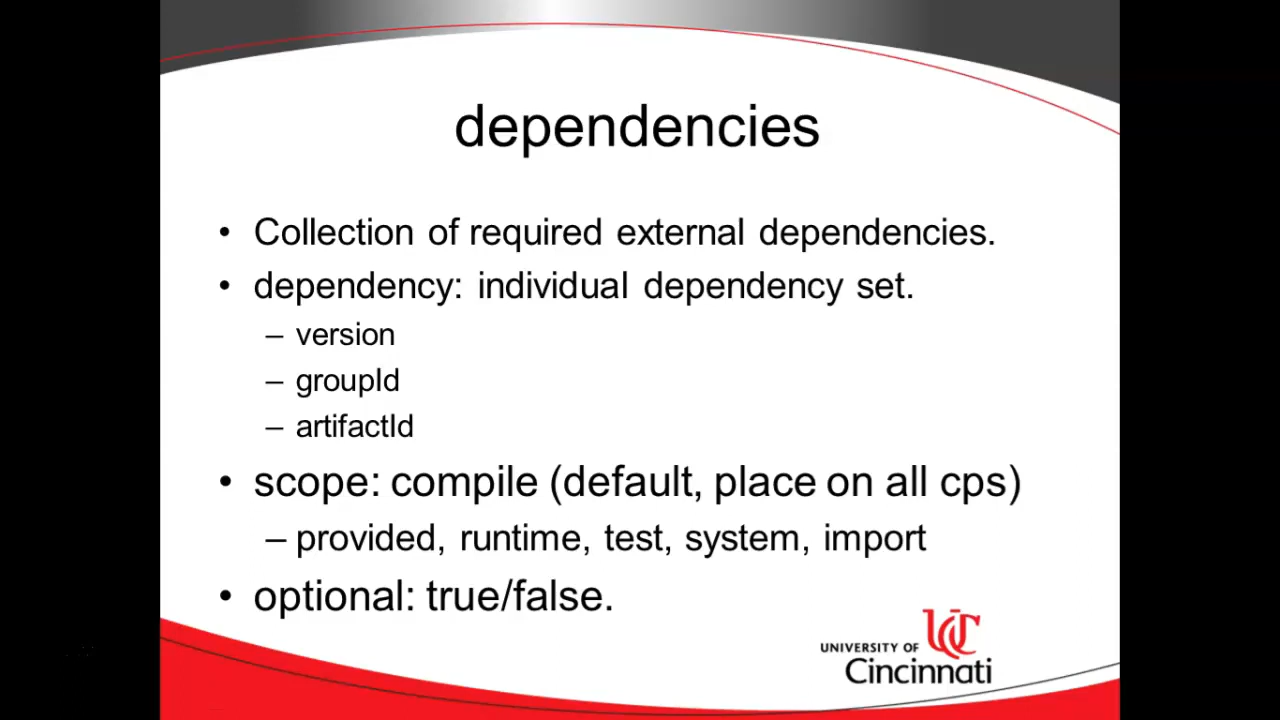 dependencies
• Collection of required external dependencies.
• dependency: individual dependency set.
– version
– groupId
– artifactId
• scope: compile (default, place on all cps)
– provided, runtime, test, system, import
• optional: true/false.
UNIVERSITY OF
Cincinnati